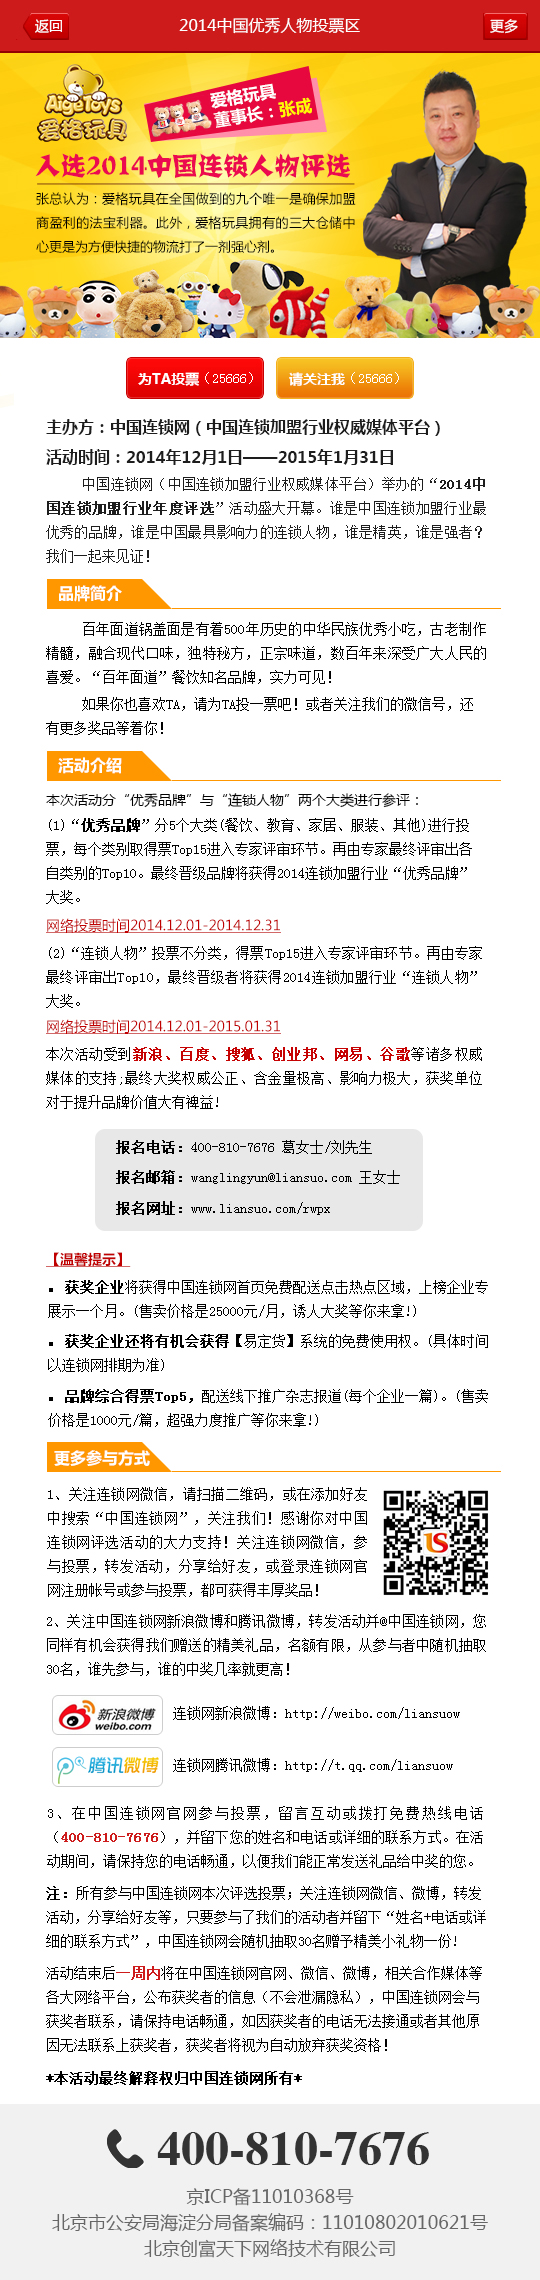 返回
2014中国优秀人物投票区
更多
AigeToys
爱格玩具
爱格玩具
董事长：张成
入选2014中国连锁人物评选
张总认为：爱格玩具在全国做到的九个唯一是确保加盟
商盈利的法宝利器。此外，爱格玩具拥有的三大仓储中
心更是为方便快捷的物流打了一剂强心剂。
为TA投票（25666）
请关注我（25666）
主办方：中国连锁网（中国连锁加盟行业权威媒体平台）
活动时间：2014年12月1日——2015年1月31日
中国连锁网（中国连锁加盟行业权威媒体平台）举办的“2014中
国连锁加盟行业年度评选”活动盛大开幕。谁是中国连锁加盟行业最
优秀的品牌，谁是中国最具影响力的连锁人物，谁是精英，谁是强者？
我们一起来见证！
品牌简介
百年面道锅盖面是有着500年历史的中华民族优秀小吃，古老制作
精髓，融合现代口味，独特秘方，正宗味道，数百年来深受广大人民的
喜爱。“百年面道”餐饮知名品牌，实力可见！
如果你也喜欢TA，请为TA投一票吧！或者关注我们的微信号，还
有更多奖品等着你！
活动介绍
本次活动分“优秀品牌”与“连锁人物”两个大类进行参评：
(1)“优秀品牌”分5个大类(餐饮、教育、家居、服装、其他)进行投
票，每个类别取得票Top15进入专家评审环节。再由专家最终评审出各
自类别的Top10。最终晋级品牌将获得2014连锁加盟行业“优秀品牌”
大奖。
网络投票时间2014.12.01-2014.12.31
(2)“连锁人物”投票不分类，得票Top15进入专家评审环节。再由专家
最终评审出Top10，最终晋级者将获得2014连锁加盟行业“连锁人物”
大奖。
网络投票时间2014.12.01-2015.01.31
本次活动受到新浪、百度、搜狐、创业邦、网易、谷歌等诸多权威
媒体的支持;最终大奖权威公正、含金量极高、影响力极大，获奖单位
对于提升品牌价值大有裨益!
报名电话：400-810-7676 葛女士/刘先生
报名邮箱：wanglingyun@liansuo.com 王女士
报名网址：www.liansuo.com/rwpx
【温馨提示】
▪ 获奖企业将获得中国连锁网首页免费配送点击热点区域，上榜企业专
展示一个月。(售卖价格是25000元/月，诱人大奖等你来拿!)
▪ 获奖企业还将有机会获得【易定货】系统的免费使用权。(具体时间
以连锁网排期为准)
▪ 品牌综合得票Top5，配送线下推广杂志报道(每个企业一篇)。(售卖
价格是1000元/篇，超强力度推广等你来拿!)
更多参与方式
1、关注连锁网微信，请扫描二维码，或在添加好友
中搜索“中国连锁网”，关注我们！感谢你对中国
连锁网评选活动的大力支持！关注连锁网微信，参
与投票，转发活动，分享给好友，或登录连锁网官
网注册帐号或参与投票，都可获得丰厚奖品！
2、关注中国连锁网新浪微博和腾讯微博，转发活动并@中国连锁网，您
同样有机会获得我们赠送的精美礼品，名额有限，从参与者中随机抽取
30名，谁先参与，谁的中奖几率就更高！
新浪微博
weibo.com
连锁网新浪微博：http://weibo.com/liansuow
腾讯微博
连锁网腾讯微博：http://t.qq.com/liansuow
3、在中国连锁网官网参与投票，留言互动或拨打免费热线电话
（400-810-7676），并留下您的姓名和电话或详细的联系方式。在活
动期间，请保持您的电话畅通，以便我们能正常发送礼品给中奖的您。
注：所有参与中国连锁网本次评选投票；关注连锁网微信、微博，转发
活动，分享给好友等，只要参与了我们的活动者并留下“姓名+电话或详
细的联系方式”，中国连锁网会随机抽取30名赠予精美小礼物一份!
活动结束后一周内将在中国连锁网官网、微信、微博，相关合作媒体等
各大网络平台，公布获奖者的信息（不会泄漏隐私），中国连锁网会与
获奖者联系，请保持电话畅通，如因获奖者的电话无法接通或者其他原
因无法联系上获奖者，获奖者将视为自动放弃获奖资格！
*本活动最终解释权归中国连锁网所有*
400-810-7676
京ICP备11010368号
北京市公安局海淀分局备案编码：11010802010621号
北京创富天下网络技术有限公司